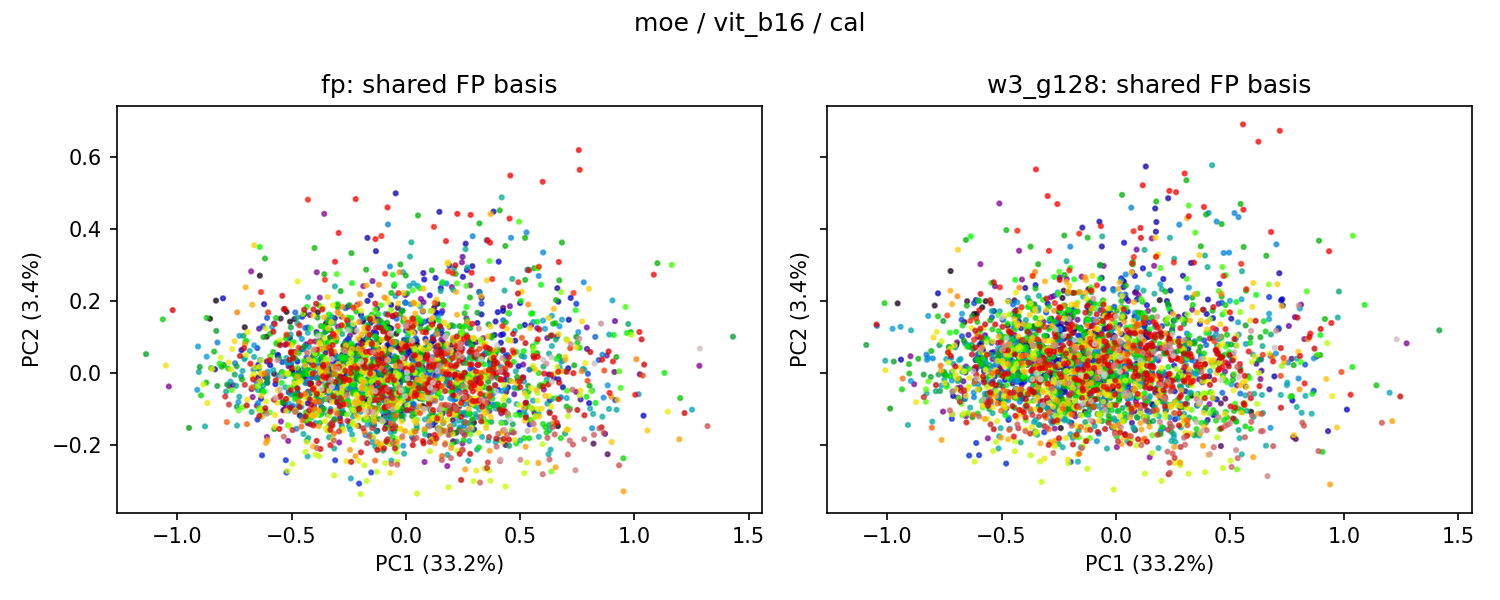 moe / vit_b16 / cal
fp: shared FP basis
w3_g128: shared FP basis
PC2 (3.4%)
0.6
0.4
0.2
0.0
−0.2
−1.0 −0.5 0.0 0.5 1.0 1.5
PC1 (33.2%)
PC2 (3.4%)
−1.0 −0.5 0.0 0.5 1.0 1.5
PC1 (33.2%)